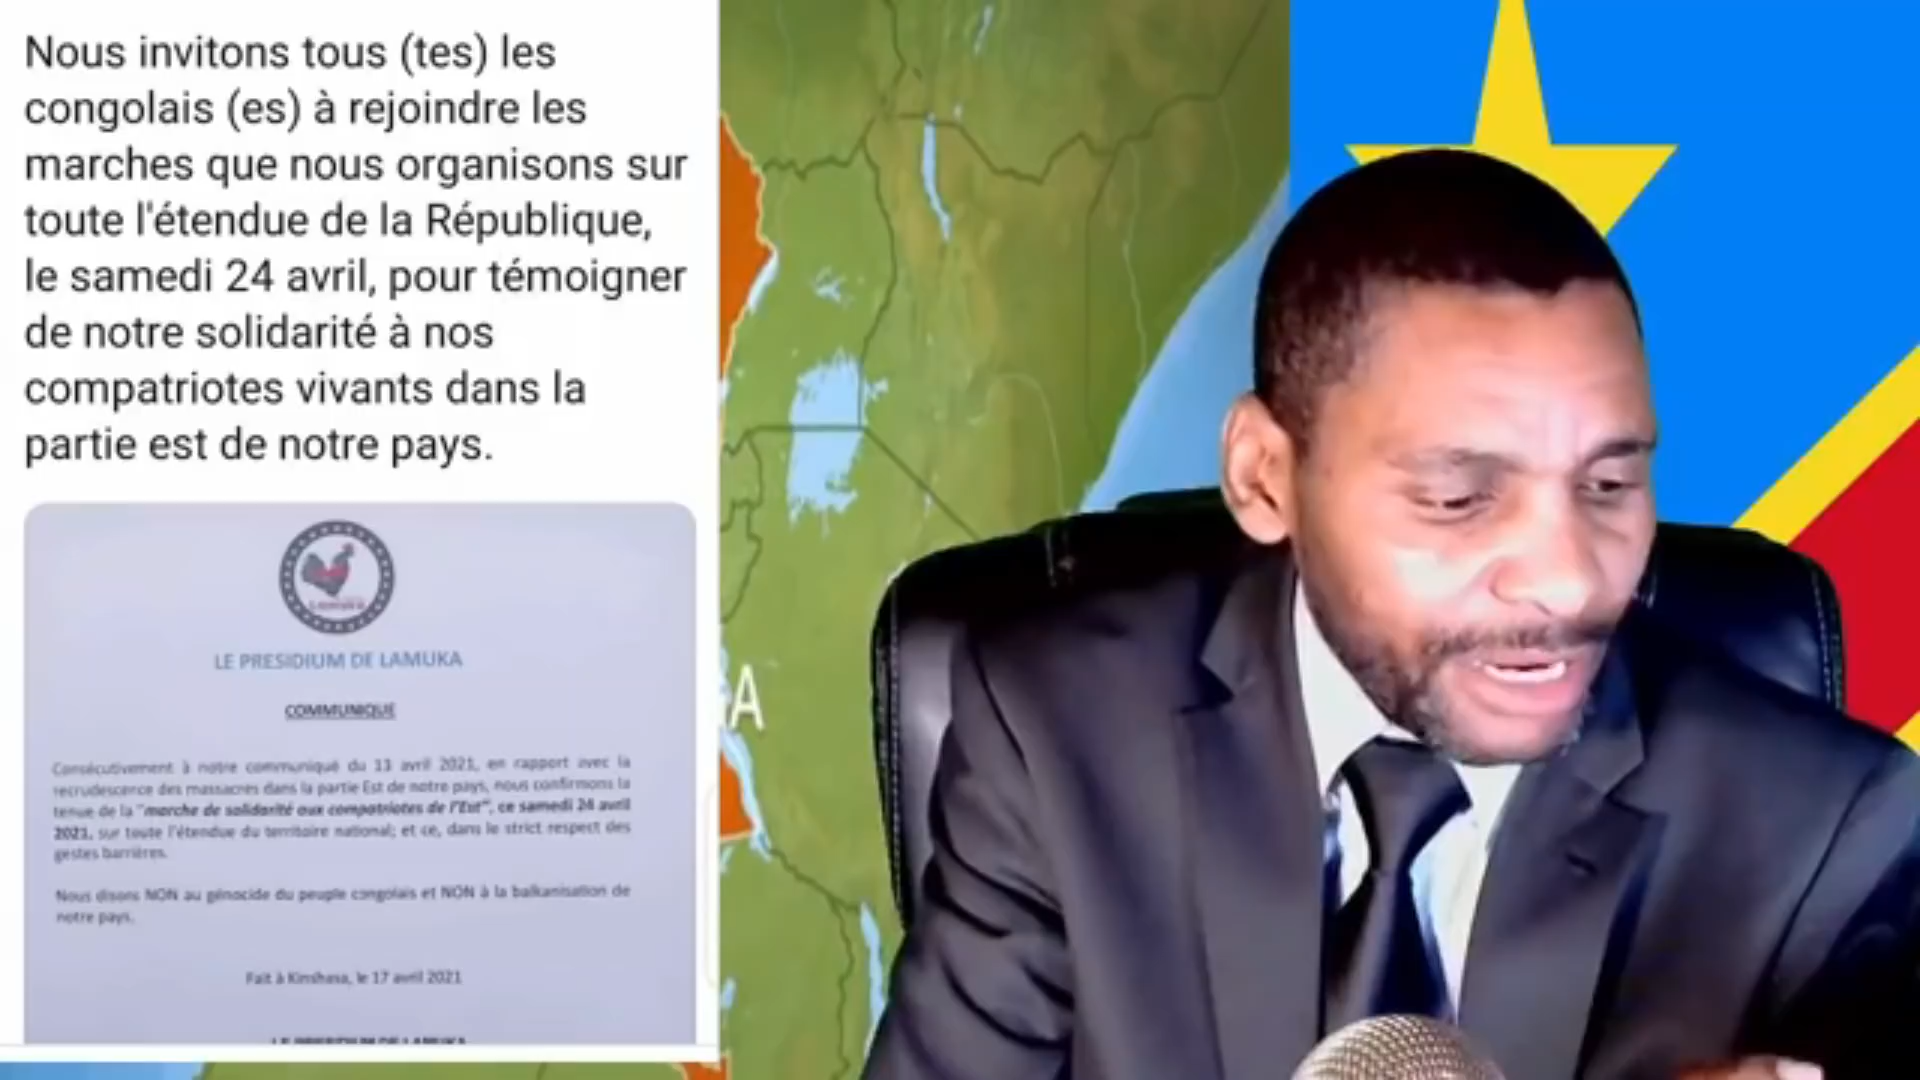 Nous invitons tous (tes) les
congolais (es) à rejoindre les
marches que nous organisons sur
toute l'étendue de la République,
le samedi 24 avril, pour témoigner
de notre solidarité à nos
compatriotes vivants dans la
partie est de notre pays.
Lamuka
LE PRESIDIUM DE LAMUKA
COMMUNIQUE
Consécutivement à notre communiqué du 13 avril 2021, en rapport avec la
recrudescence des massacres dans la partie Est de notre pays, nous confirmons la
tenue de la "marche de solidarité aux compatriotes de l'Est", ce samedi 24 avril
2021, sur toute l'étendue du territoire national; et ce, dans le strict respect des
gestes barrières.
Nous disons NON au génocide du peuple congolais et NON à la balkanisation de
notre pays.
Fait à Kinshasa, le 17 avril 2021
LE PRESIDIUM DE LAMUKA
A